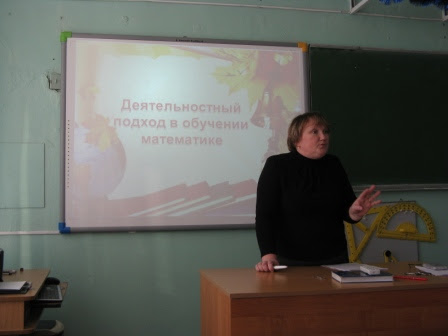 Деятельностный
подход в обучении
математике